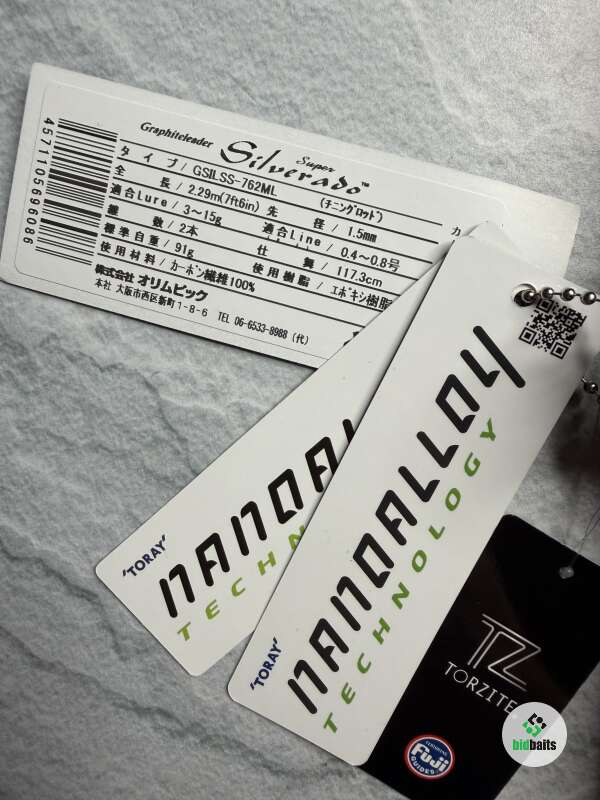 Graphiteleader Super
Silverado™
タイプ / GSILSS-762ML (チニングロッド) カ
全長 / 2.29m(7ft6in) 先径 / 1.5mm
適合Lure / 3～15g 適合Line / 0.4～0.8号
継数 / 2本 仕舞 / 117.3cm
標準自重 / 91g 使用樹脂 / エポキシ樹脂
使用材料 / カーボン繊維100%
株式会社 オリムピック
本社 大阪市西区新町1-8-6 TEL 06-6533-8988 (代)
4571105696086
'TORAY'
NANOA
TECHN
'TORAY'
NANOALLOY
TECHNOLOGY
TZ
TORZITE
Fuji
GUIDES
bidbaits